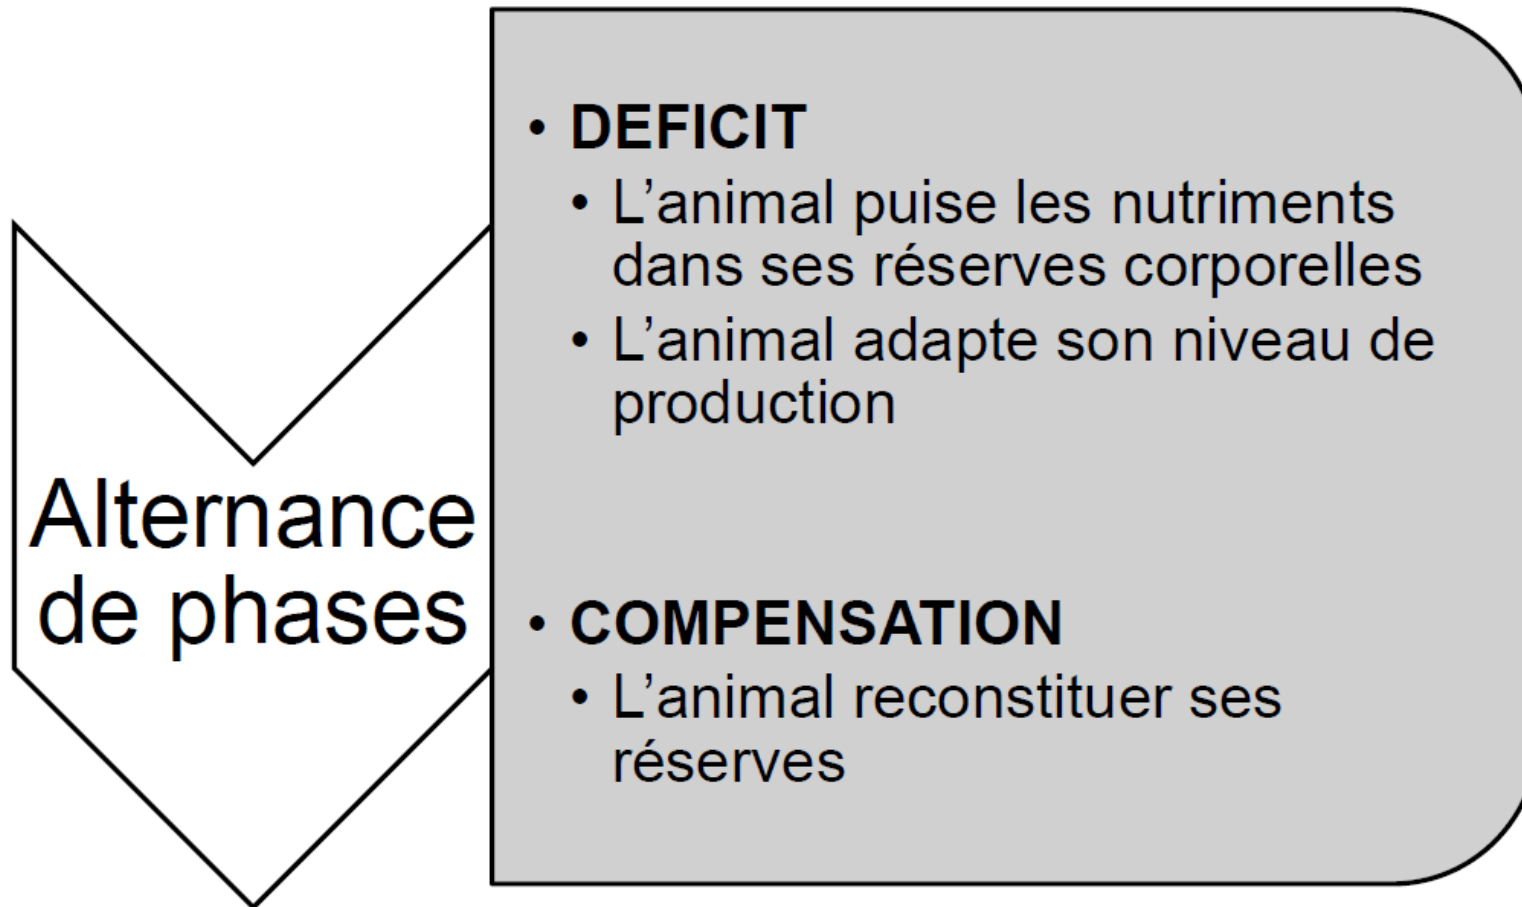 Alternance
de phases
• DEFICIT
• L’animal puise les nutriments
dans ses réserves corporelles
• L’animal adapte son niveau de
production
• COMPENSATION
• L’animal reconstituer ses
réserves